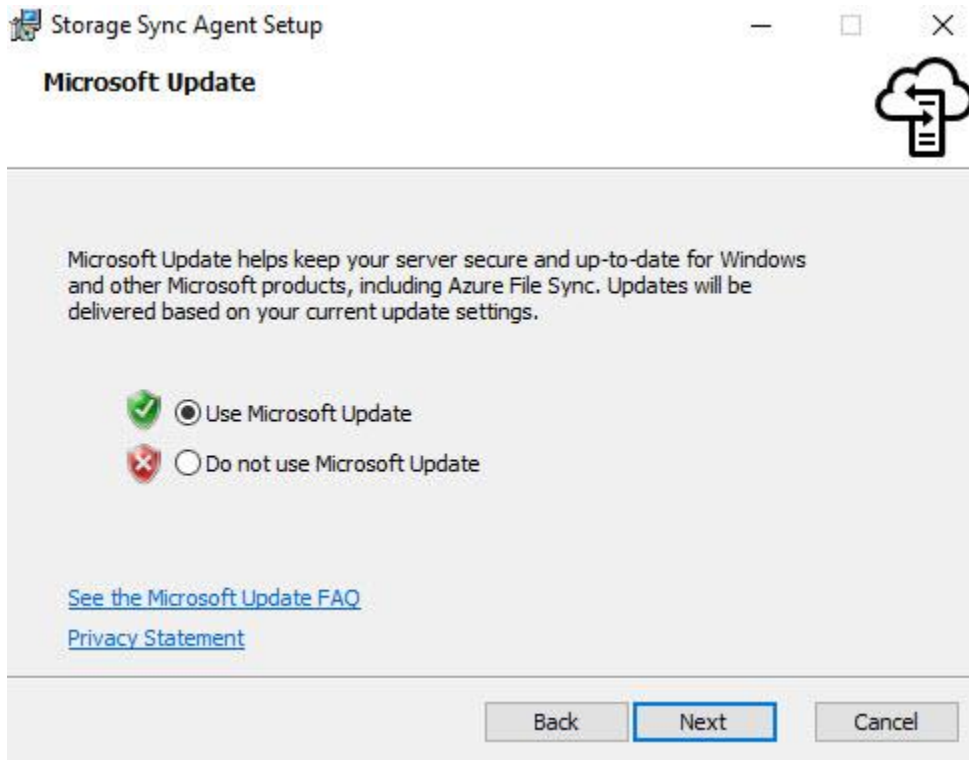 Storage Sync Agent Setup
Microsoft Update
Microsoft Update helps keep your server secure and up-to-date for Windows
and other Microsoft products, including Azure File Sync. Updates will be
delivered based on your current update settings.
Use Microsoft Update
Do not use Microsoft Update
See the Microsoft Update FAQ
Privacy Statement
Back Next Cancel